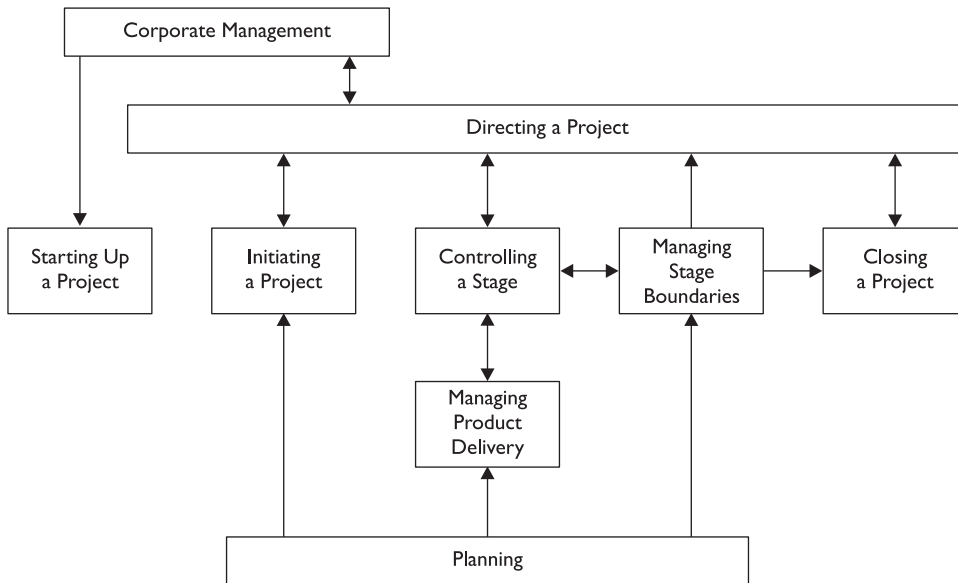 Corporate Management
Directing a Project
Starting Up
a Project
Initiating
a Project
Controlling
a Stage
Managing
Stage
Boundaries
Closing
a Project
Managing
Product
Delivery
Planning